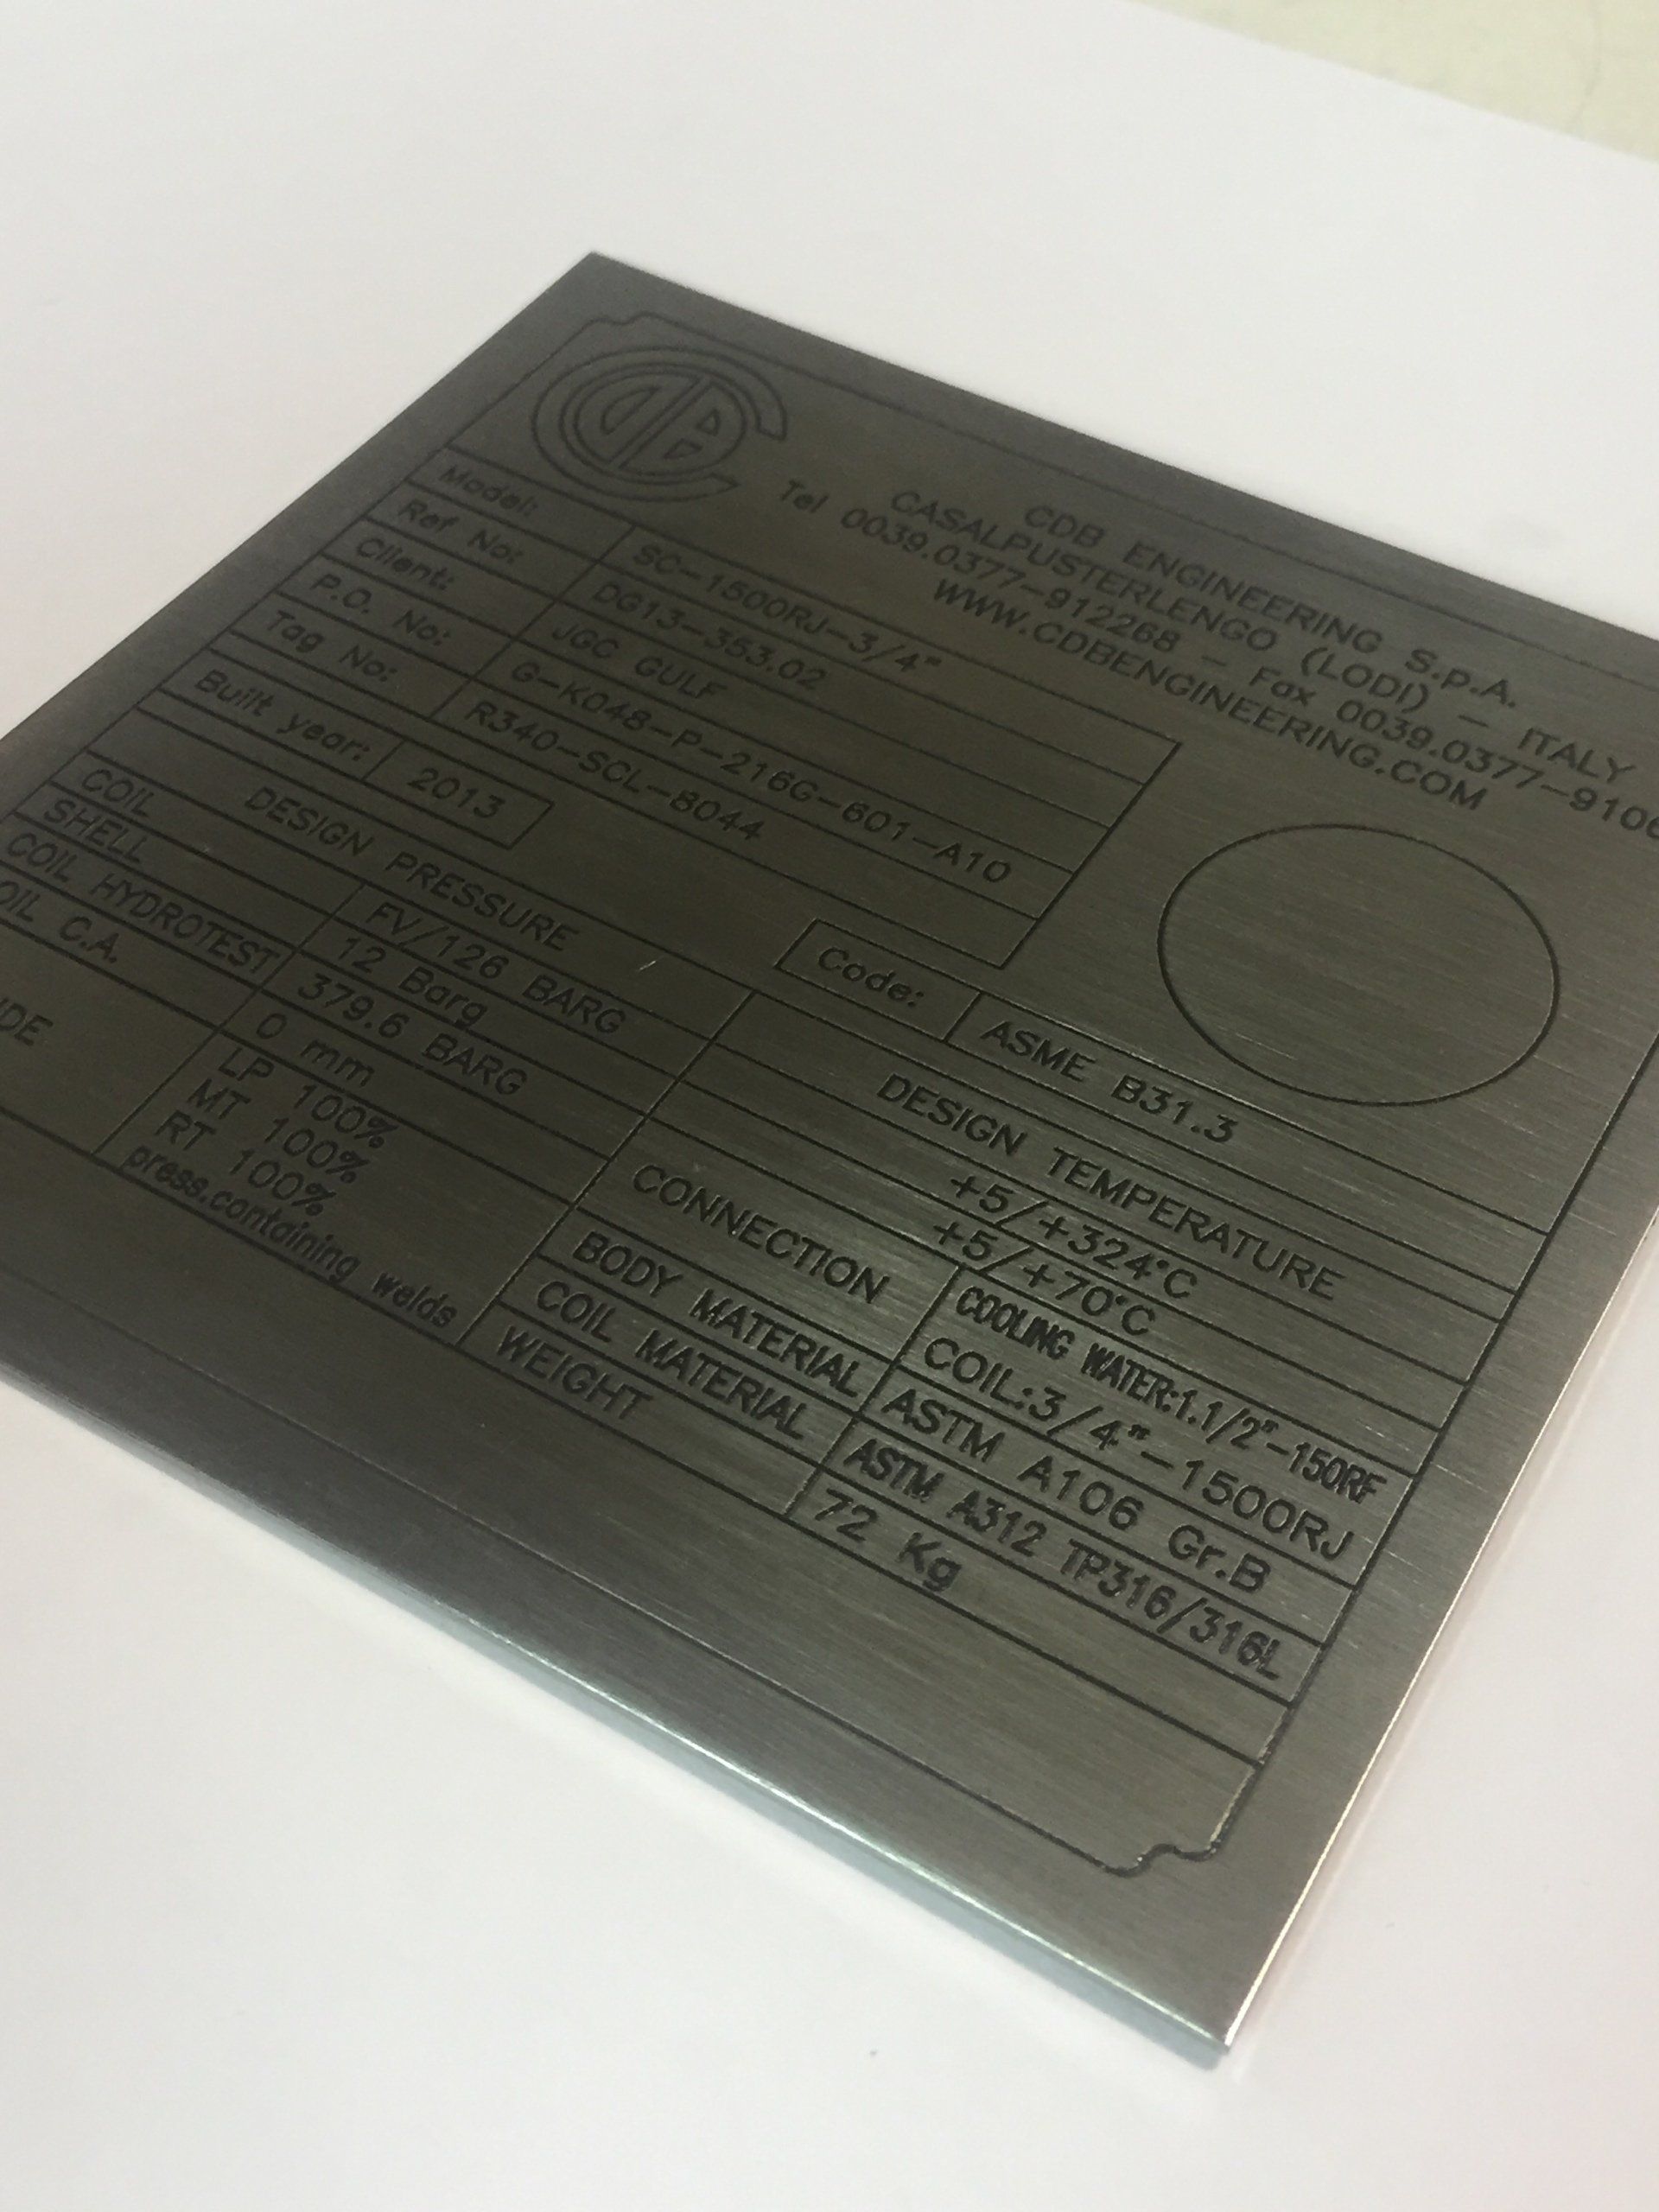 CDB
CDB ENGINEERING S.p.A.
CASALPUSTERLENGO (LODI) - ITALY
Tel 0039.0377-912268 - Fax 0039.0377-910
WWW.CDBENGINEERING.COM
Model: SC-1500RJ-3/4"
Ref No: DG13-353.02
Client: JGC GULF
P.O. No: G-K048-P-216G-601-A10
Tag No: R340-SCL-8044
Built year: 2013
Code: ASME B31.3
DESIGN PRESSURE DESIGN TEMPERATURE
COIL FV/126 BARG +5/+324°C
SHELL 12 Barg +5/+70°C
COIL HYDROTEST 379.6 BARG
OIL C.A. 0 mm
CONNECTION COOLING WATER:1.1/2"-150RF
COIL:3/4"-1500RJ
DE LP 100%
MT 100%
RT 100%
press.containing welds
BODY MATERIAL ASTM A106 Gr.B
COIL MATERIAL ASTM A312 TP316/316L
WEIGHT 72 Kg